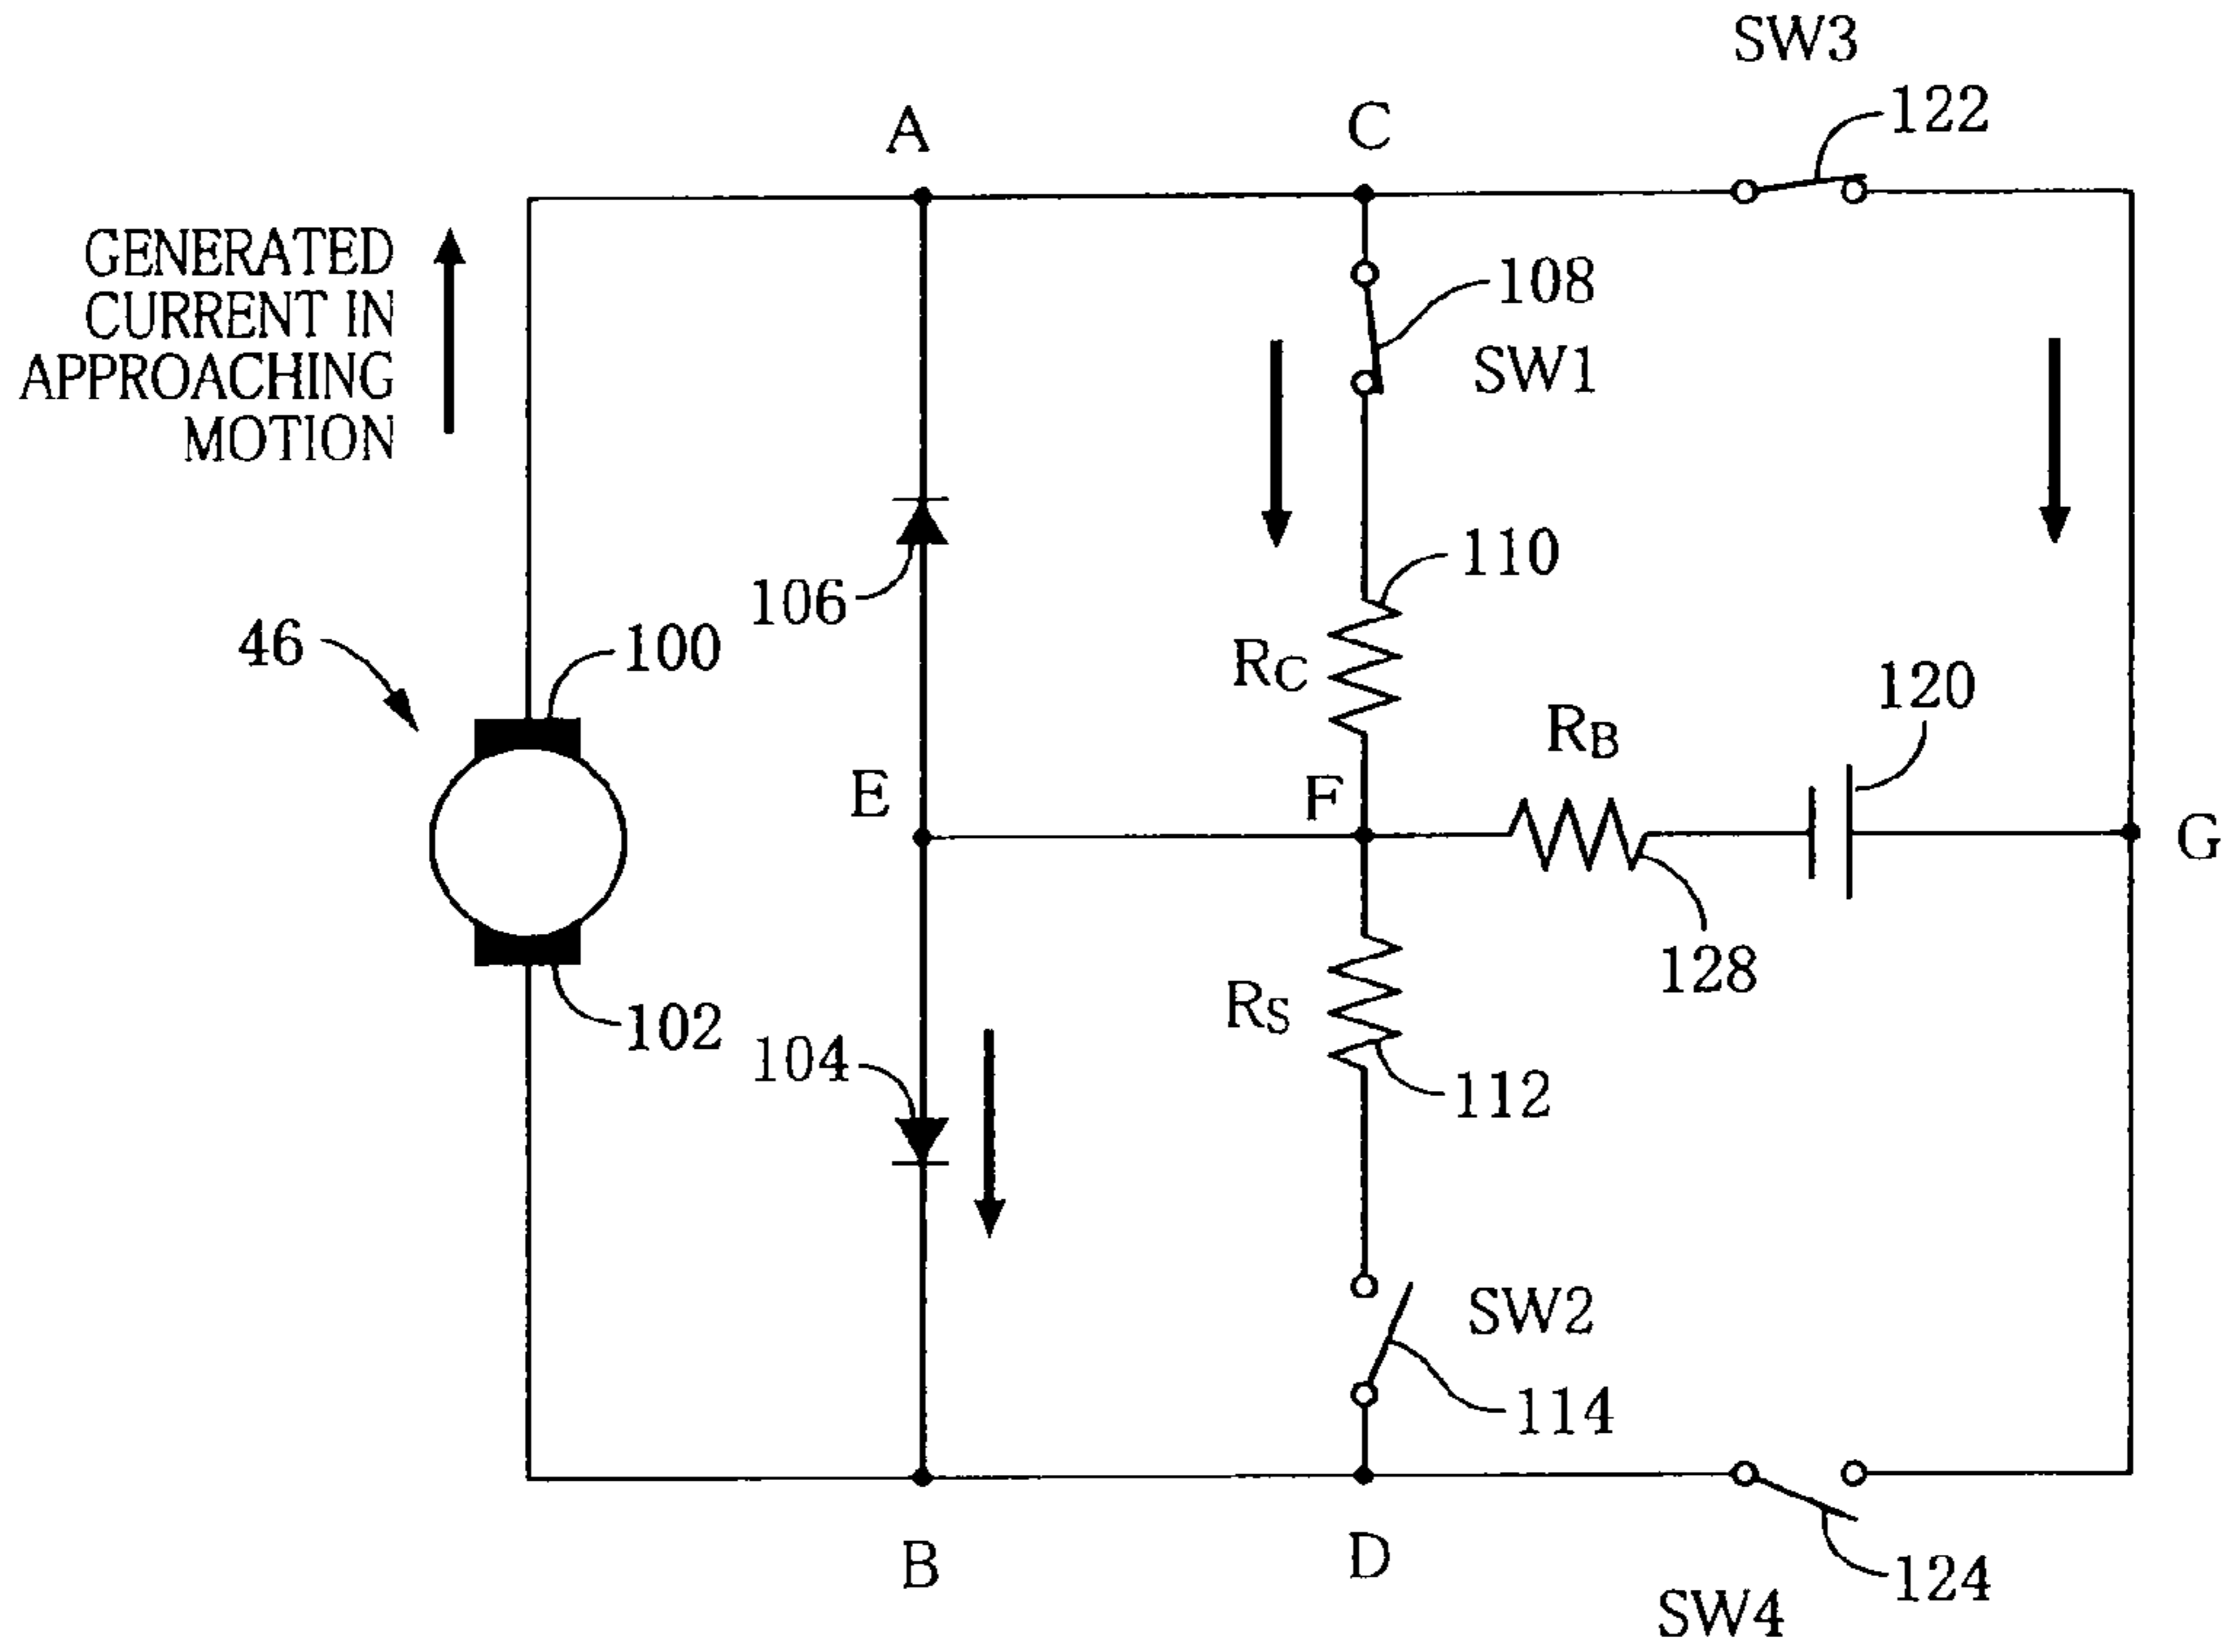 SW3
122
A
C
GENERATED
CURRENT IN
APPROACHING
MOTION
108
SW1
110
106
46
100
RC
120
RB
E
F
G
128
RS
102
104
112
SW2
114
B
D
124
SW4